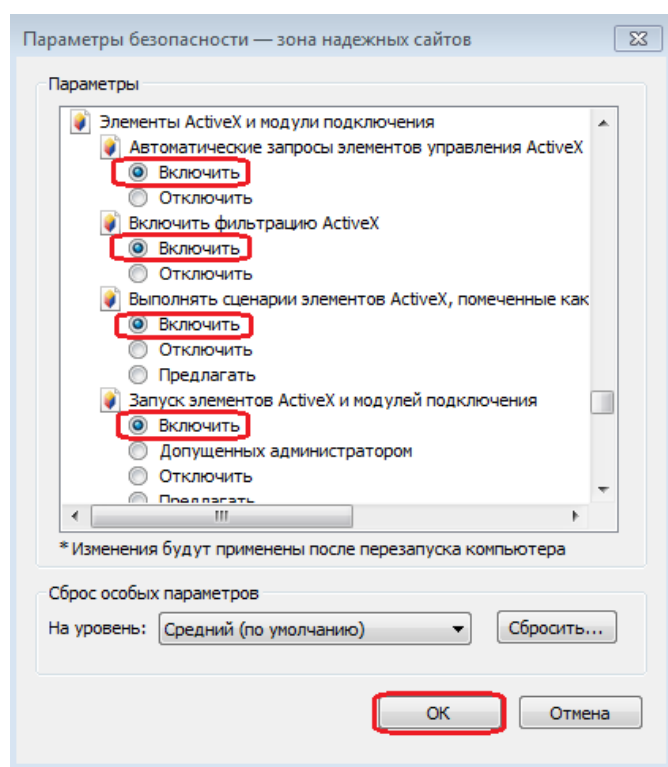 Параметры безопасности — зона надежных сайтов
Параметры
Элементы ActiveX и модули подключения
Автоматические запросы элементов управления ActiveX
Включить
Отключить
Включить фильтрацию ActiveX
Включить
Отключить
Выполнять сценарии элементов ActiveX, помеченные как
Включить
Отключить
Предлагать
Запуск элементов ActiveX и модулей подключения
Включить
Допущенных администратором
Отключить
Предлагать
* Изменения будут применены после перезапуска компьютера
Сброс особых параметров
На уровень: Средний (по умолчанию) Сбросить...
ОК Отмена